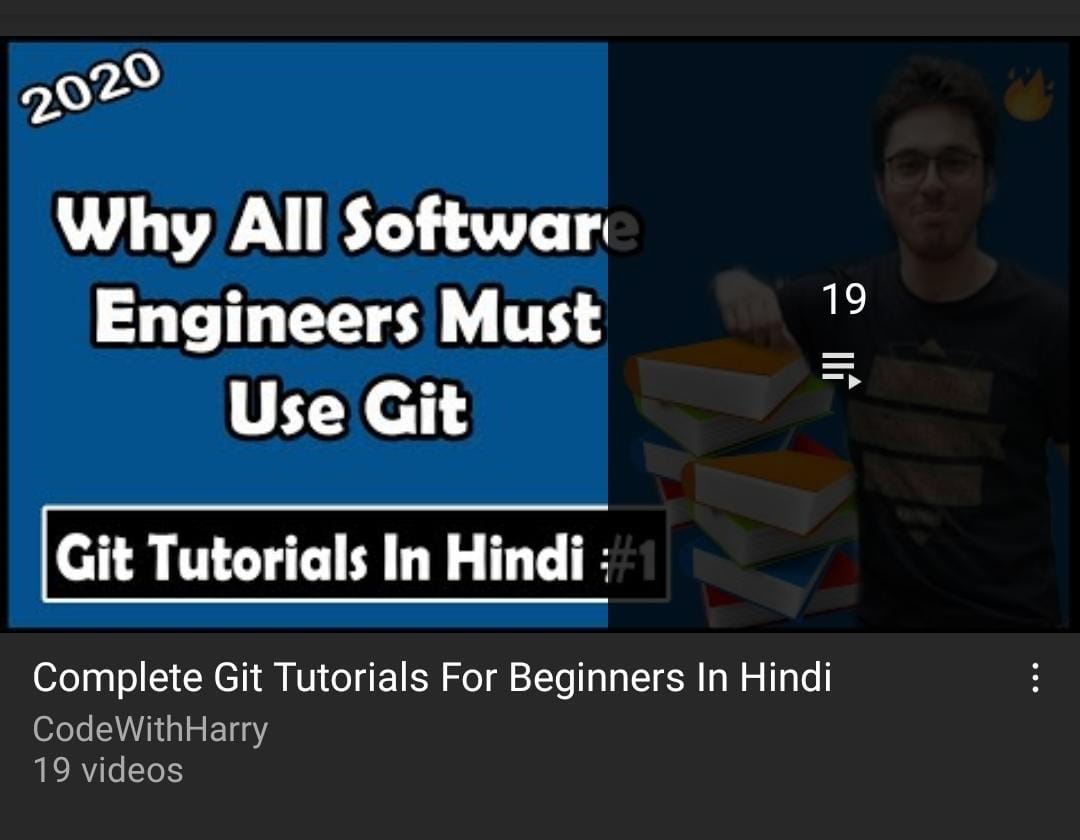 2020
Why All Software
Engineers Must
Use Git
19
Git Tutorials In Hindi :#1
Complete Git Tutorials For Beginners In Hindi
CodeWithHarry
19 videos